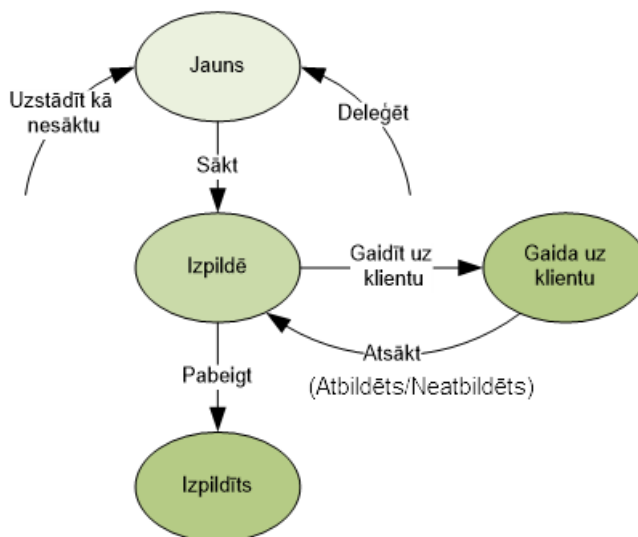 Jauns
Uzstādīt kā
nesāktu
Deleģēt
Sākt
Izpildē
Gaidīt uz
klientu
Gaida uz
klientu
Atsākt
(Atbildēts/Neatbildēts)
Pabeigt
Izpildīts